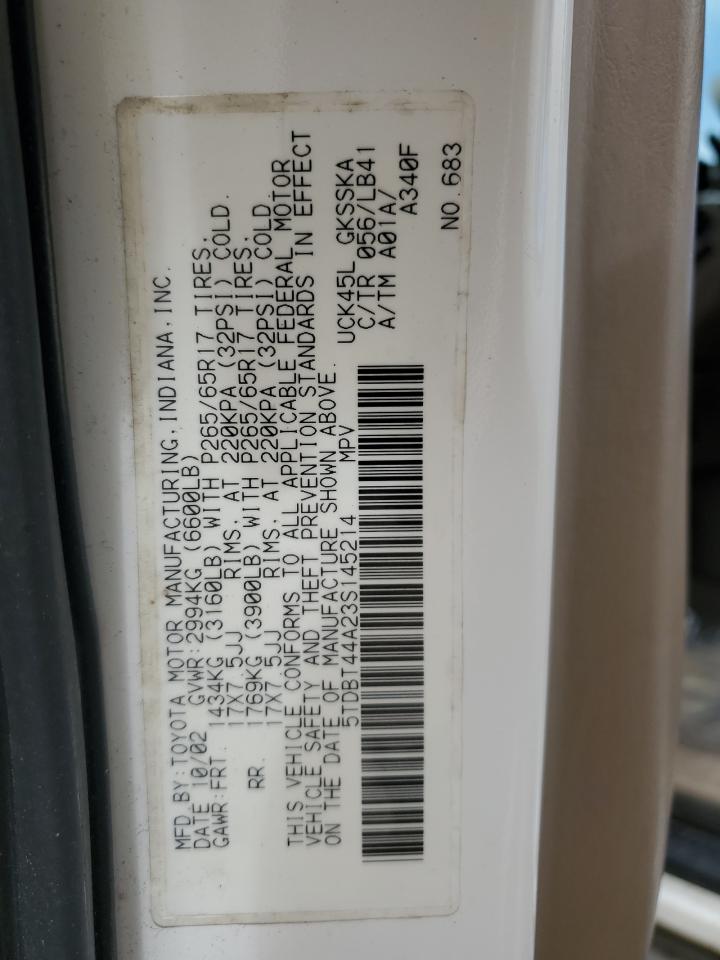 MFD BY:TOYOTA MOTOR MANUFACTURING,INDIANA,INC.
DATE 10/02 GVWR:2994KG (6600LB)
GAWR:FRT. 1434KG (3160LB) WITH P265/65R17 TIRES.
17X7.5JJ RIMS, AT 220KPA (32PSI) COLD.
RR. 1769KG (3900LB) WITH P265/65R17 TIRES.
17X7.5JJ RIMS, AT 220KPA (32PSI) COLD.
THIS VEHICLE CONFORMS TO ALL APPLICABLE FEDERAL MOTOR
VEHICLE SAFETY AND THEFT PREVENTION STANDARDS IN EFFECT
ON THE DATE OF MANUFACTURE SHOWN ABOVE.
5TDBT44A23S145214 MPV
UCK45L GKSSKA
C/TR 056/LB41
A/TM A01A/
A340F
NO.683